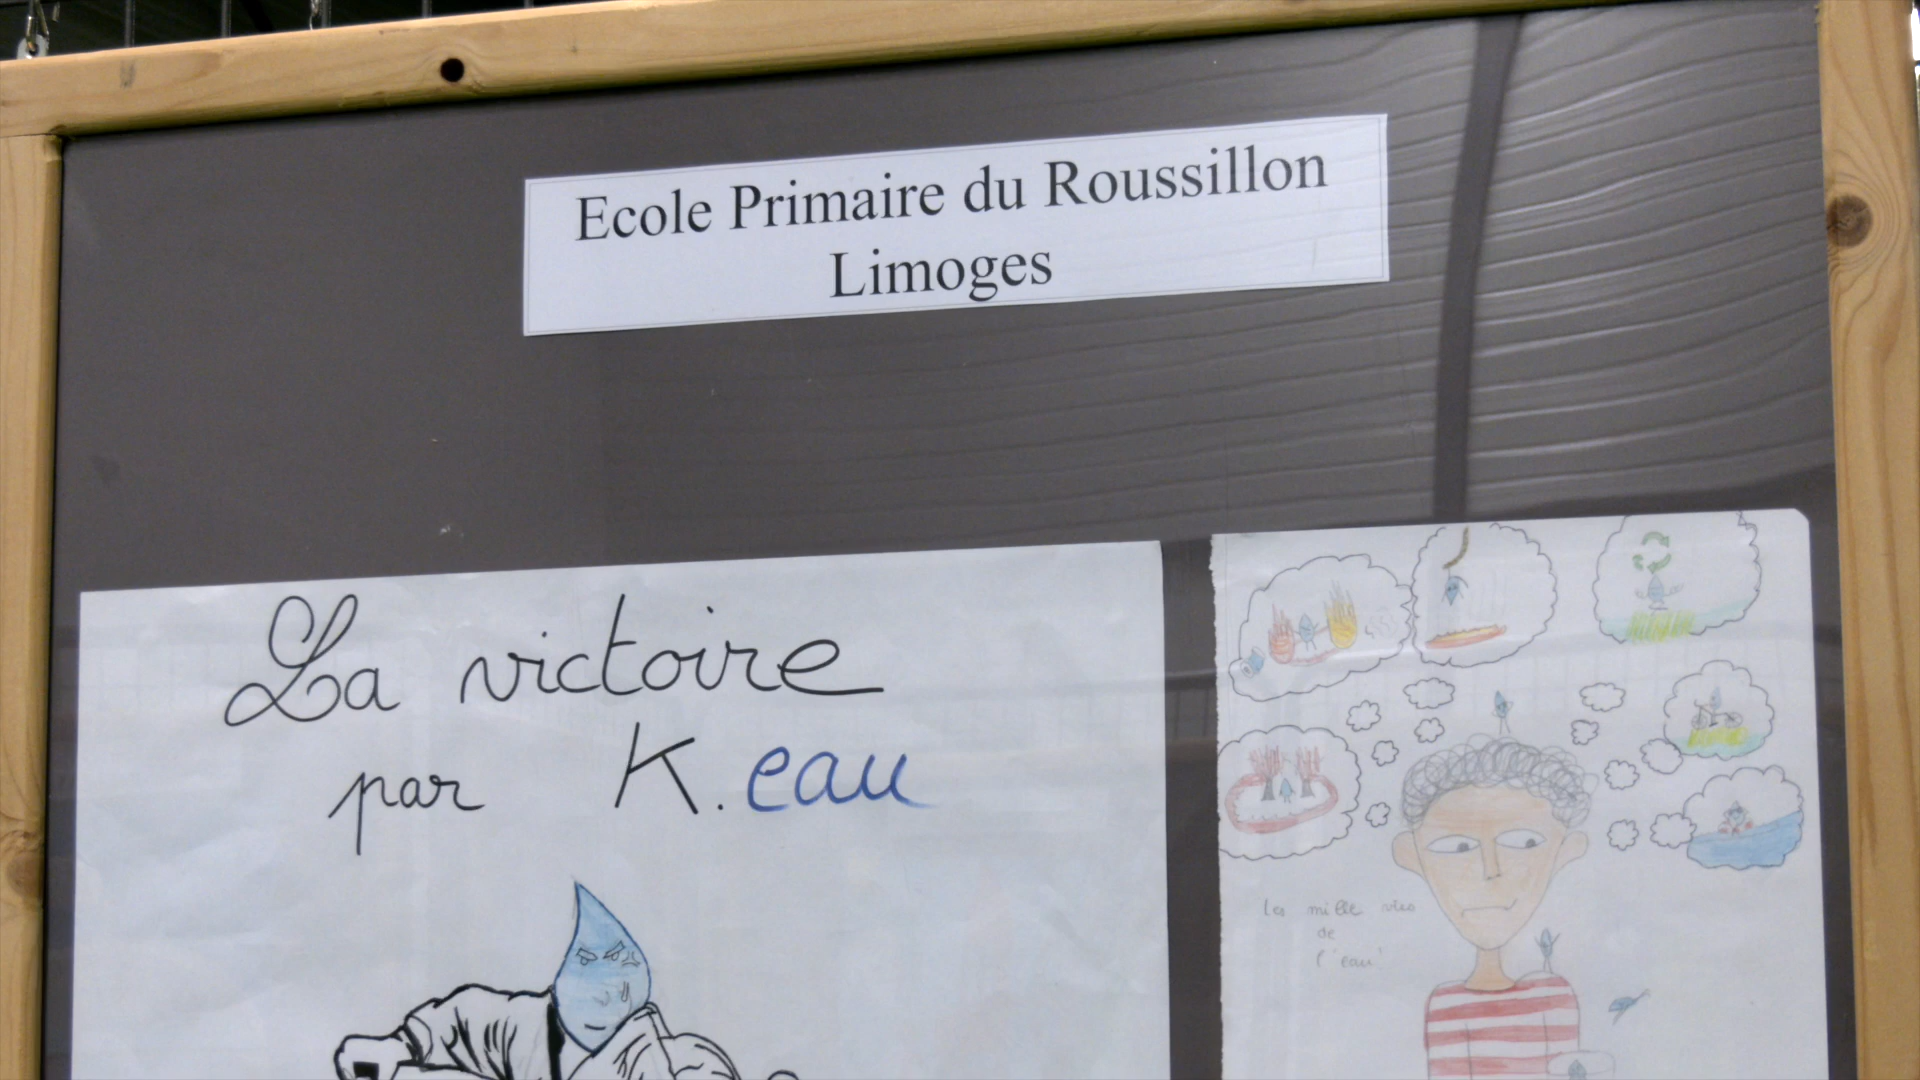 Ecole Primaire du Roussillon
Limoges
La victoire
par K.eau
Les mille vies
de
l'eau